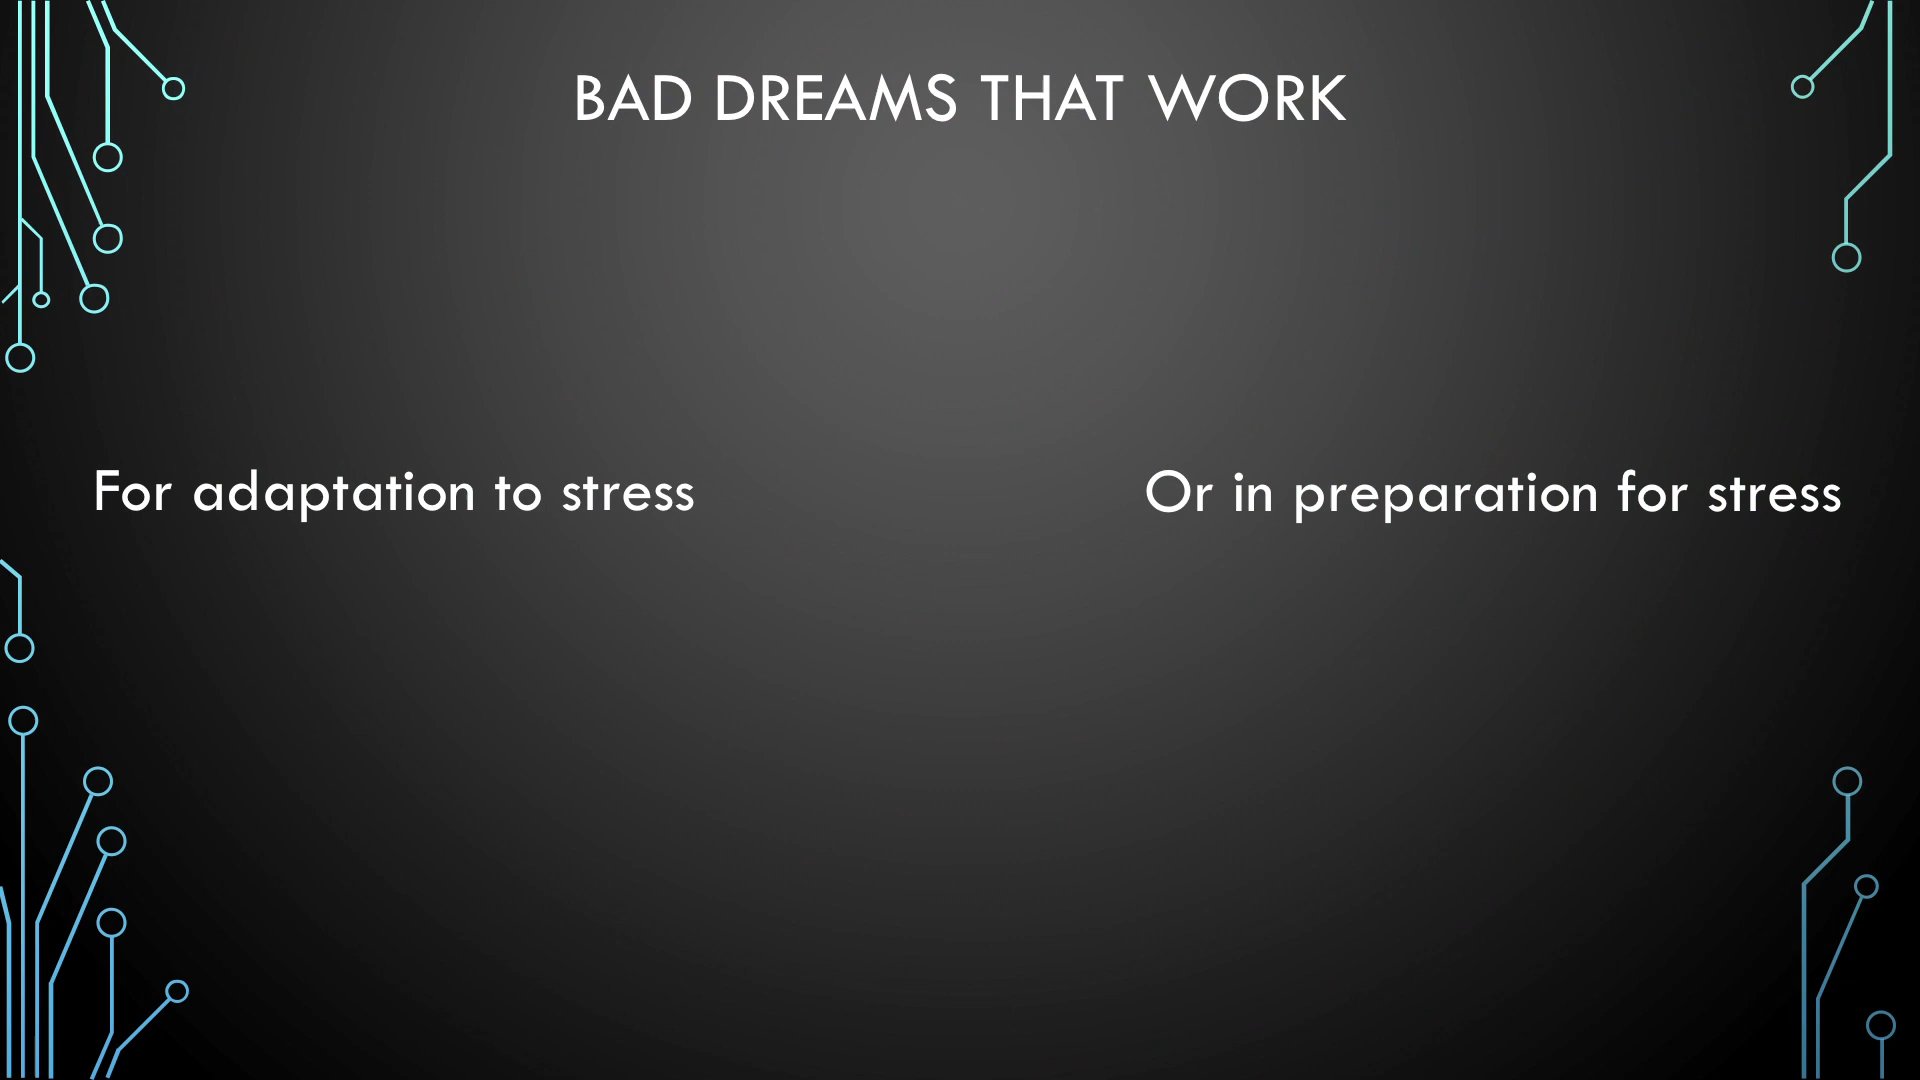 BAD DREAMS THAT WORK
For adaptation to stress
Or in preparation for stress